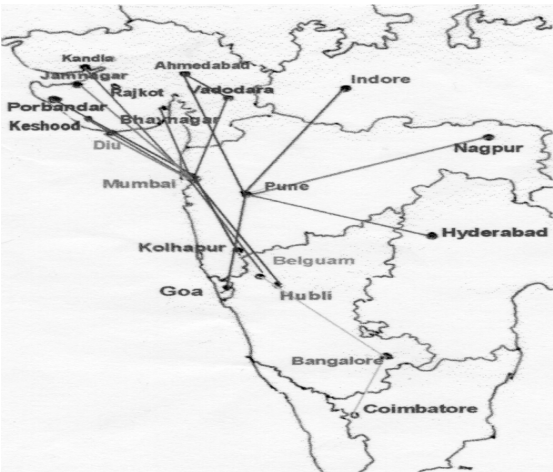 Kandla
Ahmedabad
Jamnagar
Rajkot
Vadodara
Indore
Porbandar
Bhavnagar
Keshood
Diu
Nagpur
Mumbai
Pune
Hyderabad
Kolhapur
Belguam
Goa
Hubli
Bangalore
Coimbatore